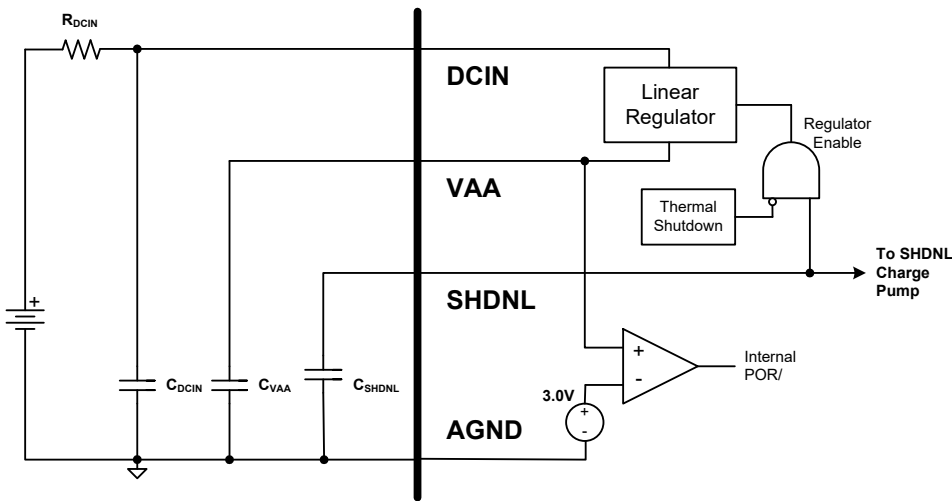 RDCIN
DCIN
Linear
Regulator
Regulator
Enable
VAA
Thermal
Shutdown
To SHDNL
Charge
Pump
SHDNL
+
+
-
Internal
POR/
CDCIN
CVAA
CSHDNL
3.0V
+
-
AGND